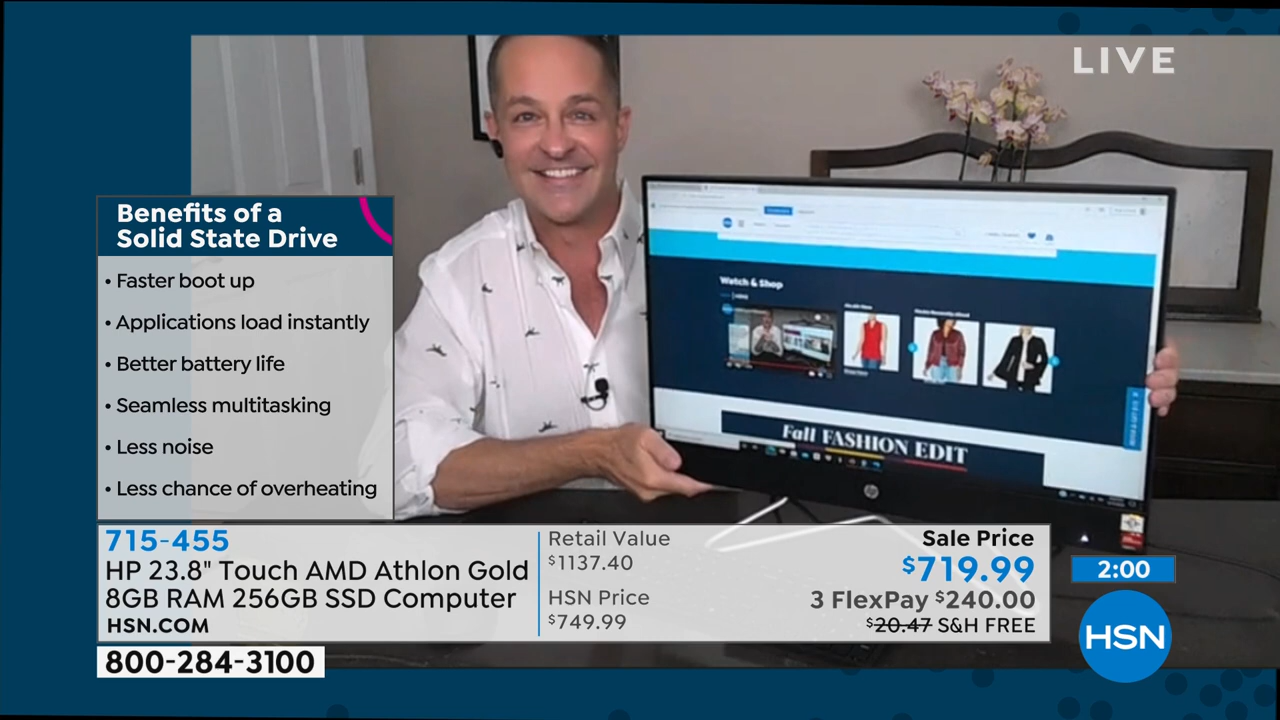 LIVE
Benefits of a
Solid State Drive
• Faster boot up
• Applications load instantly
• Better battery life
• Seamless multitasking
• Less noise
• Less chance of overheating
Watch & Shop
Fall FASHION EDIT
hp
715-455
HP 23.8" Touch AMD Athlon Gold
8GB RAM 256GB SSD Computer
HSN.COM
Retail Value
$1137.40
HSN Price
$749.99
Sale Price
$719.99
3 FlexPay $240.00
$20.47 S&H FREE
2:00
HSN
800-284-3100